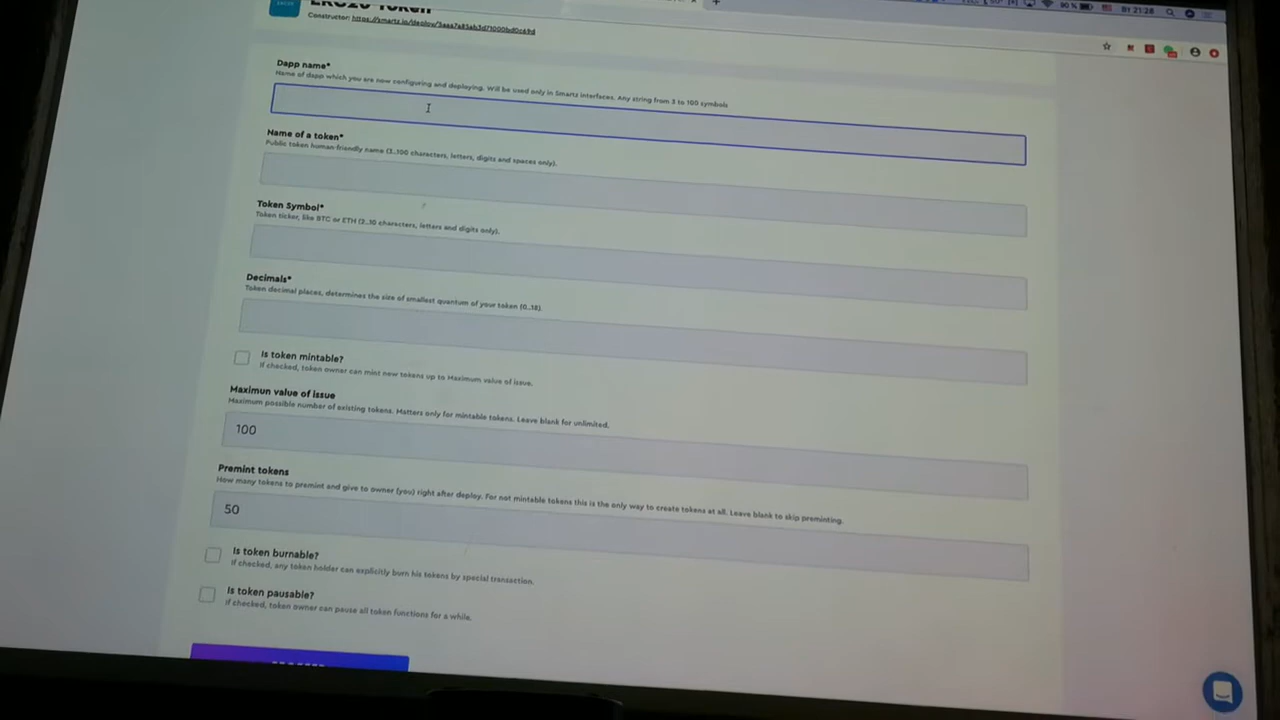 ERC20 Token
Constructor:
90 % Вт 21:28
Dapp name*
Name of dapp which you are now configuring and deploying. Will be used only in Smartz interfaces. Any string from 3 to 100 symbols
Name of a token*
Public token human-friendly name (3..100 characters, letters, digits and spaces only).
Token Symbol*
Token ticker, like BTC or ETH (2..10 characters, letters and digits only).
Decimals*
Token decimal places, determines the size of smallest quantum of your token (0..18).
Is token mintable?
If checked, token owner can mint new tokens up to Maximum value of issue.
Maximun value of issue
Maximum possible number of existing tokens. Matters only for mintable tokens. Leave blank for unlimited.
100
Premint tokens
How many tokens to premint and give to owner (you) right after deploy. For not mintable tokens this is the only way to create tokens at all. Leave blank to skip preminting.
50
Is token burnable?
If checked, any token holder can explicitly burn his tokens by special transaction.
Is token pausable?
If checked, token owner can pause all token functions for a while.